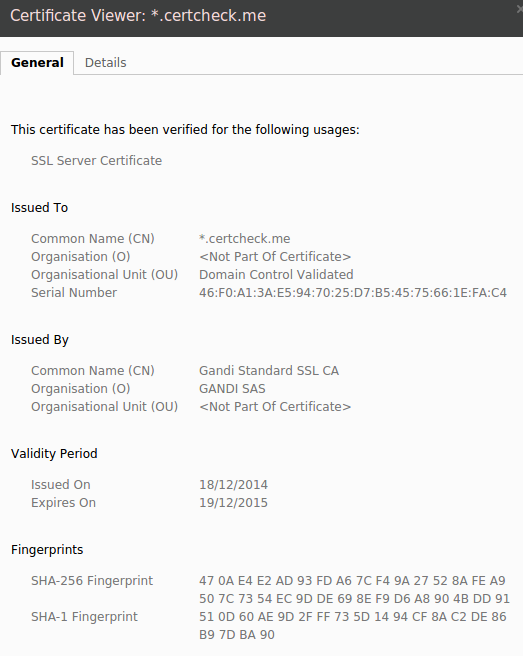 Certificate Viewer: *.certcheck.me
General Details
This certificate has been verified for the following usages:
SSL Server Certificate
Issued To
Common Name (CN) *.certcheck.me
Organisation (O) <Not Part Of Certificate>
Organisational Unit (OU) Domain Control Validated
Serial Number 46:F0:A1:3A:E5:94:70:25:D7:B5:45:75:66:1E:FA:C4
Issued By
Common Name (CN) Gandi Standard SSL CA
Organisation (O) GANDI SAS
Organisational Unit (OU) <Not Part Of Certificate>
Validity Period
Issued On 18/12/2014
Expires On 19/12/2015
Fingerprints
SHA-256 Fingerprint 47 0A E4 E2 AD 93 FD A6 7C F4 9A 27 52 8A FE A9
50 7C 73 54 EC 9D DE 69 8E F9 D6 A8 90 4B DD 91
SHA-1 Fingerprint 51 0D 60 AE 9D 2F FF 73 5D 14 94 CF 8A C2 DE 86
B9 7D BA 90